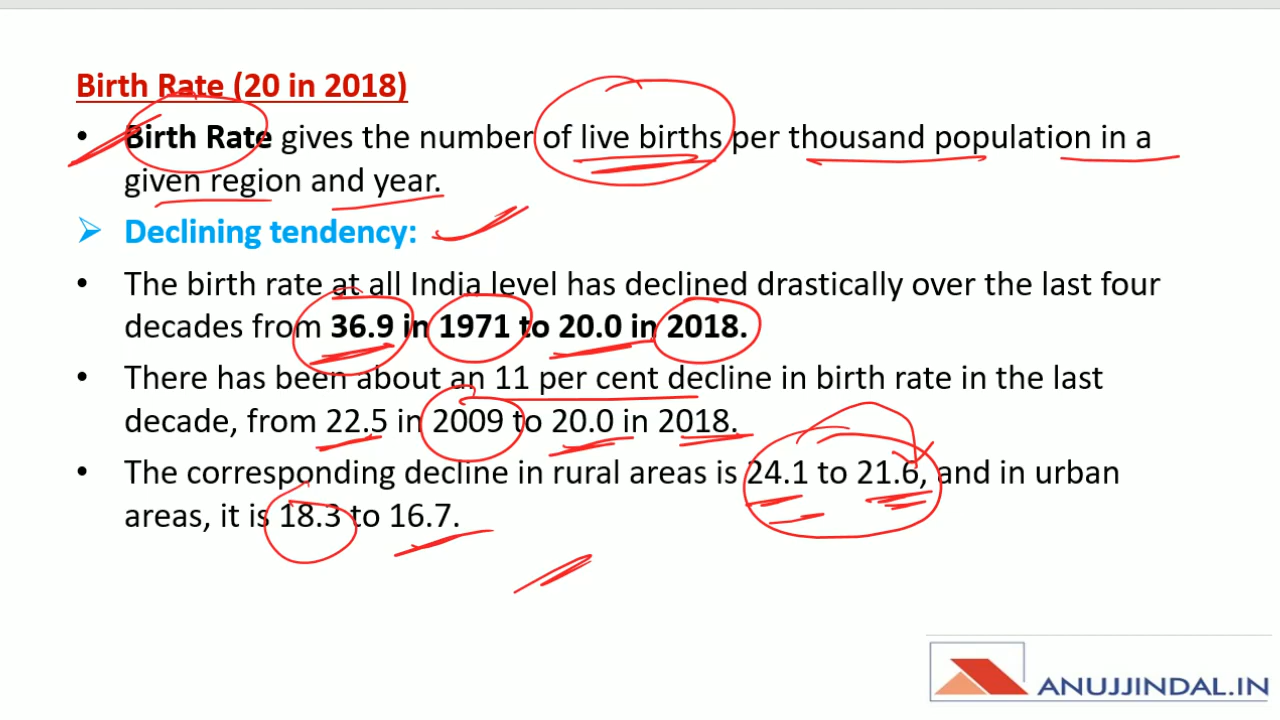 Birth Rate (20 in 2018)
• Birth Rate gives the number of live births per thousand population in a
given region and year.
➢ Declining tendency:
• The birth rate at all India level has declined drastically over the last four
decades from 36.9 in 1971 to 20.0 in 2018.
• There has been about an 11 per cent decline in birth rate in the last
decade, from 22.5 in 2009 to 20.0 in 2018.
• The corresponding decline in rural areas is 24.1 to 21.6, and in urban
areas, it is 18.3 to 16.7.
ANUJJINDAL.IN